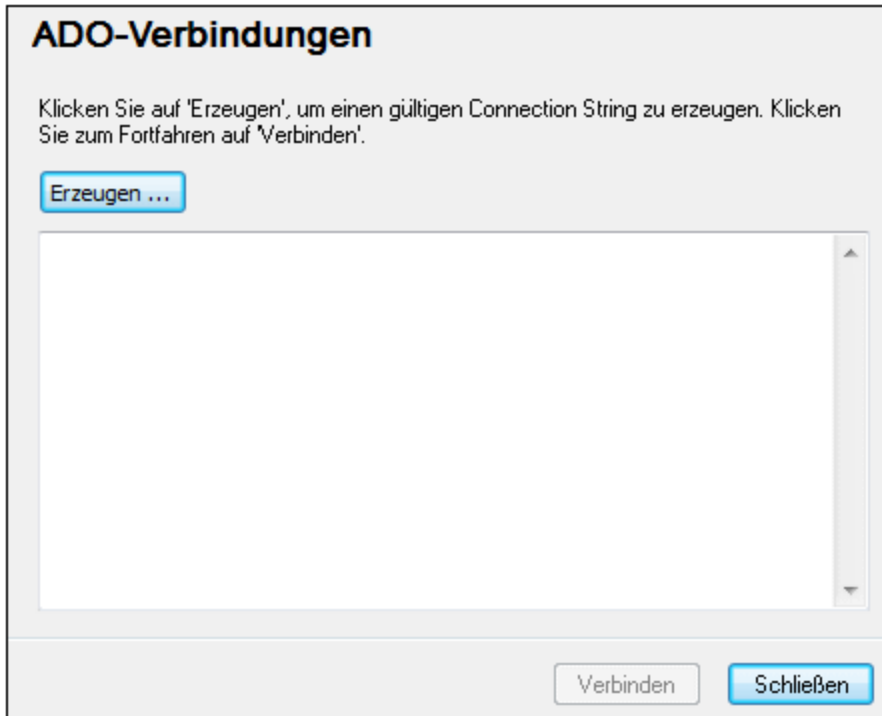 ADO-Verbindungen
Klicken Sie auf 'Erzeugen', um einen gültigen Connection String zu erzeugen. Klicken
Sie zum Fortfahren auf 'Verbinden'.
Erzeugen ...
Verbinden
Schließen